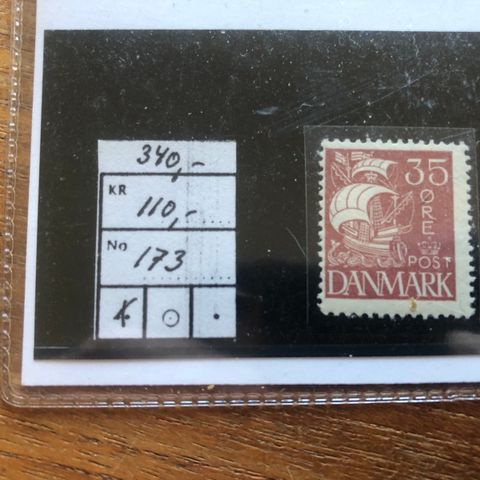 340,-
KR 110,-
No 173
35
ØRE
POST
DANMARK